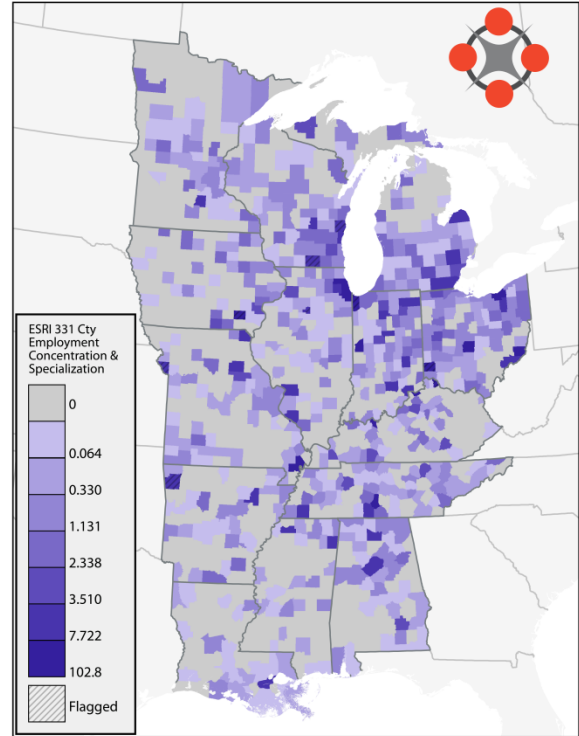 ESRI 331 Cty
Employment
Concentration &
Specialization
0
0.064
0.330
1.131
2.338
3.510
7.722
102.8
Flagged